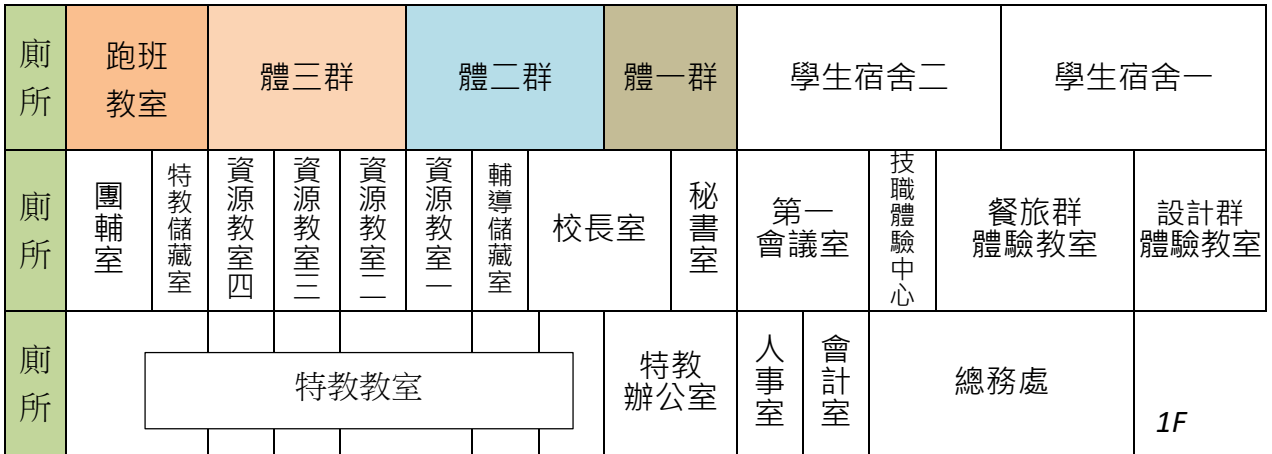 廁所
跑班
教室
體三群
體二群
體一群
學生宿舍二
學生宿舍一
廁所
團輔室
特教儲藏室
資源教室四
資源教室三
資源教室二
資源教室一
輔導儲藏室
校長室
秘書室
第一
會議室
技職體驗中心
餐旅群
體驗教室
設計群
體驗教室
廁所
特教教室
特教
辦公室
人事室
會計室
總務處
1F